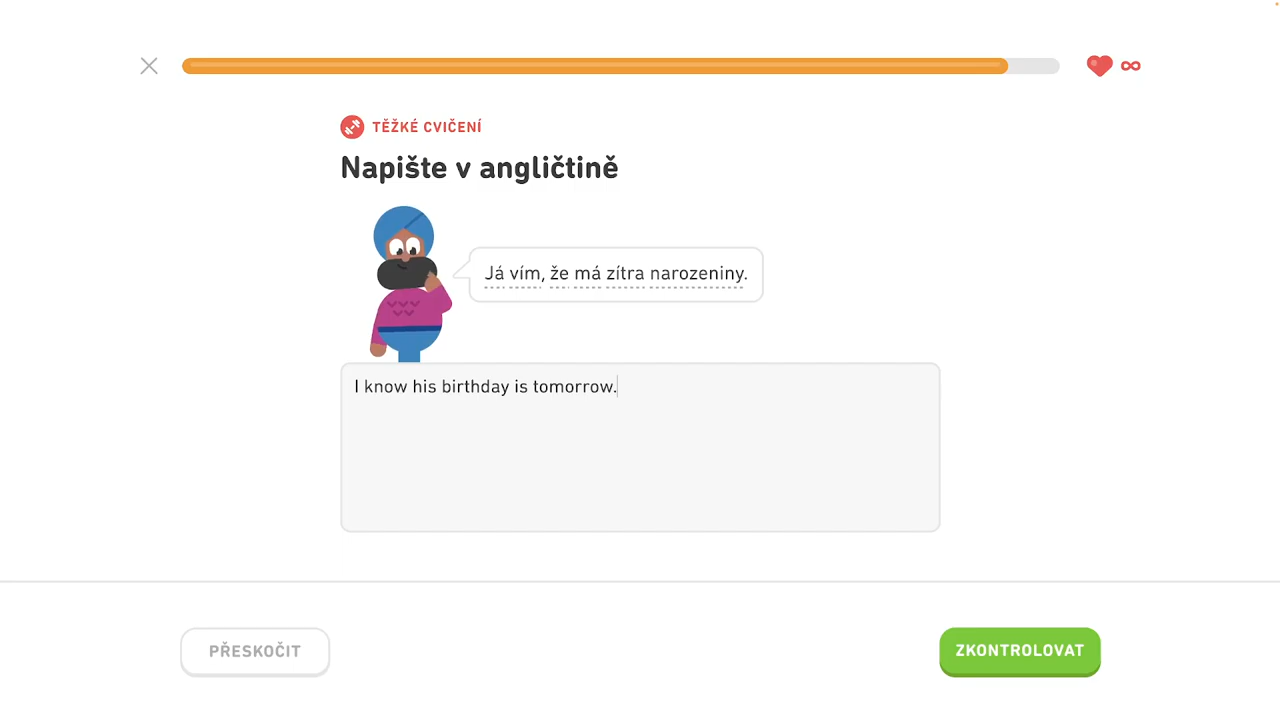 ∞
TĚŽKÉ CVIČENÍ
Napište v angličtině
Já vím, že má zítra narozeniny.
I know his birthday is tomorrow.
PŘESKOČIT
ZKONTROLOVAT